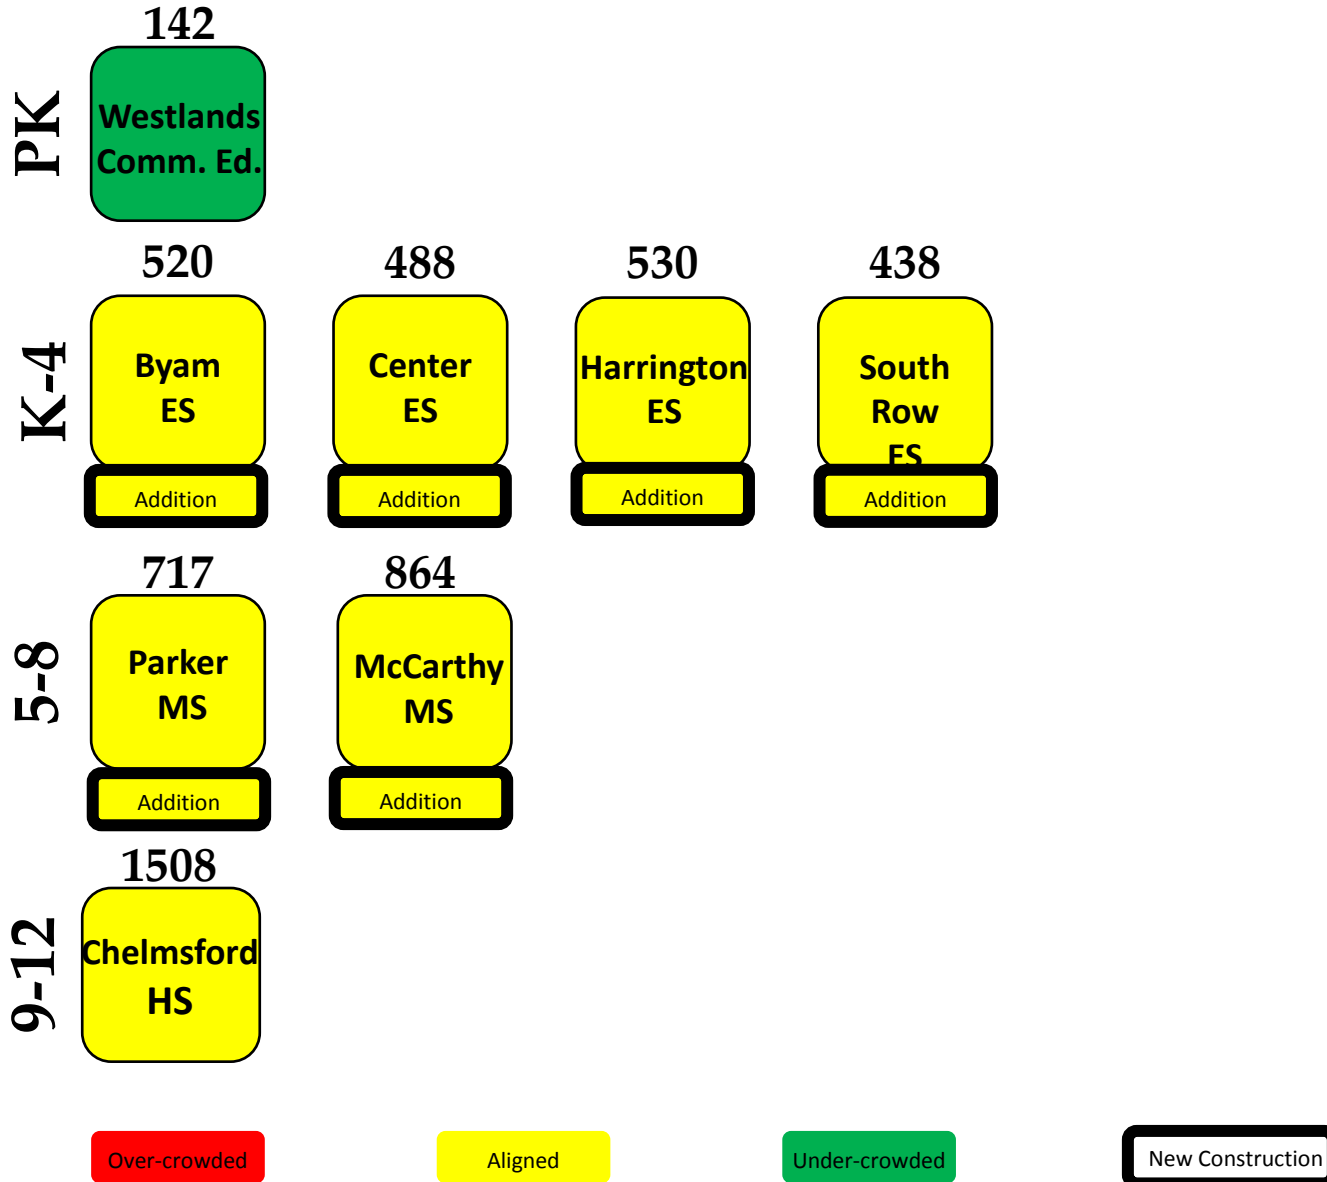 142
PK
Westlands
Comm. Ed.
520
488
530
438
K-4
Byam
ES
Center
ES
Harrington
ES
South
Row
ES
Addition
Addition
Addition
Addition
717
864
5-8
Parker
MS
McCarthy
MS
Addition
Addition
1508
9-12
Chelmsford
HS
Over-crowded
Aligned
Under-crowded
New Construction